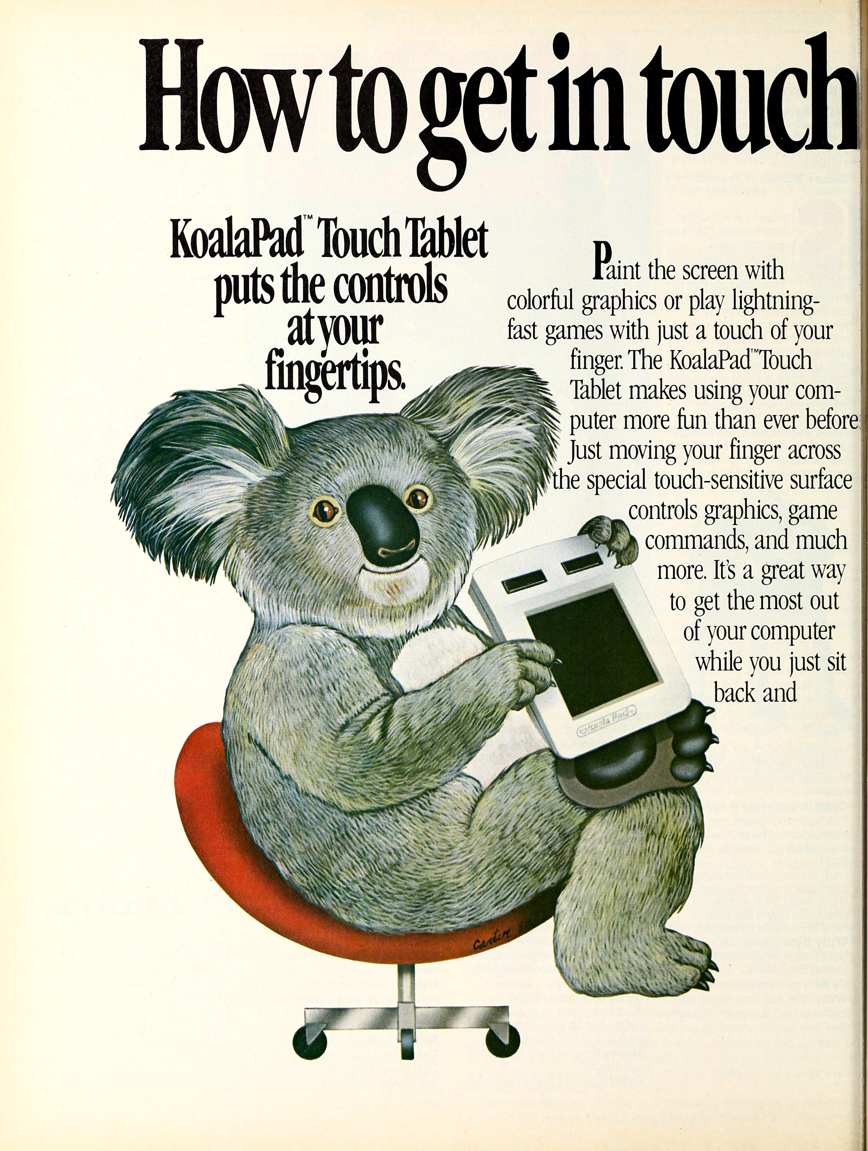 How to get in touch
KoalaPad™ Touch Tablet
puts the controls
at your
fingertips.
Paint the screen with
colorful graphics or play lightning-
fast games with just a touch of your
finger. The KoalaPad™ Touch
Tablet makes using your com-
puter more fun than ever before
Just moving your finger across
the special touch-sensitive surface
controls graphics, game
commands, and much
more. It's a great way
to get the most out
of your computer
while you just sit
back and
Koala Pad™